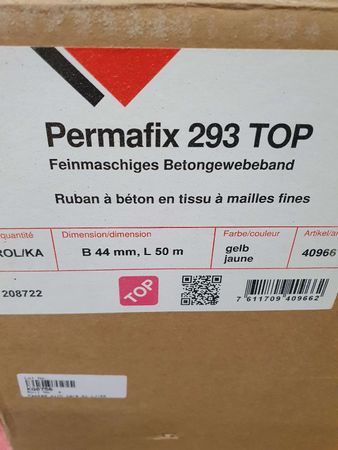 Permafix 293 TOP
Feinmaschiges Betongewebeband
Ruban à béton en tissu à mailles fines
quantité Dimension/dimension Farbe/couleur Artikel/ar
ROL/KA B 44 mm, L 50 m gelb jaune 40966
208722
TOP
7 611709 409662